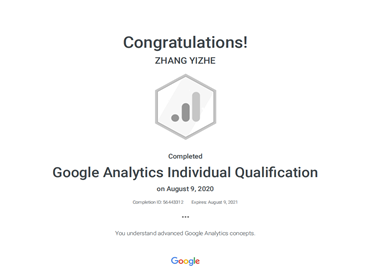 Congratulations!
ZHANG YIZHE
Completed
Google Analytics Individual Qualification
on August 9, 2020
Completion ID: 56443312 Expires August 9, 2021
...
You understand advanced Google Analytics concepts.
Google